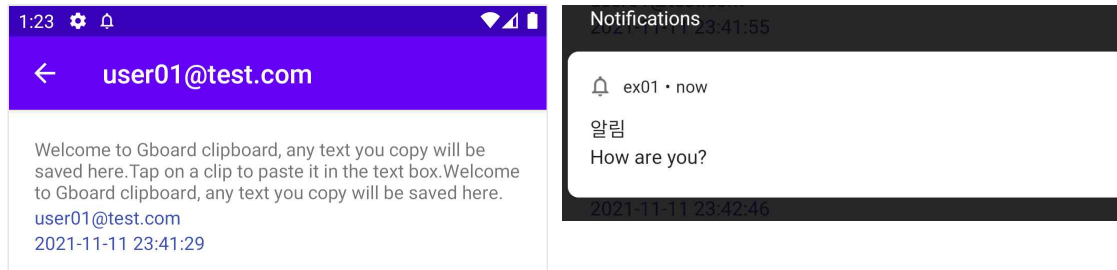 1:23
user01@test.com
Welcome to Gboard clipboard, any text you copy will be
saved here.Tap on a clip to paste it in the text box.Welcome
to Gboard clipboard, any text you copy will be saved here.
user01@test.com
2021-11-11 23:41:29
Notifications
2021-11-11 23:41:55
ex01 • now
알림
How are you?
2021-11-11 23:42:46